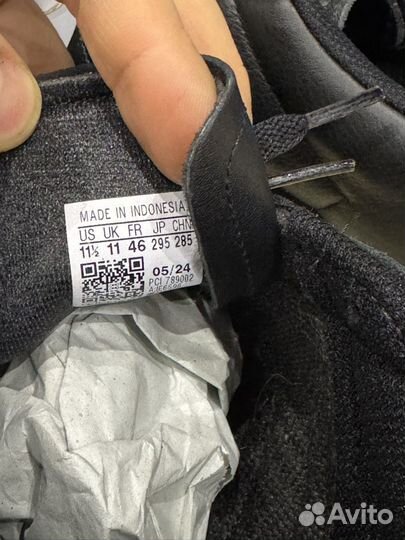 MADE IN INDONESIA
US UK FR JP CHN
11½ 11 46 295 285
05/24
PCI 789002
Avito